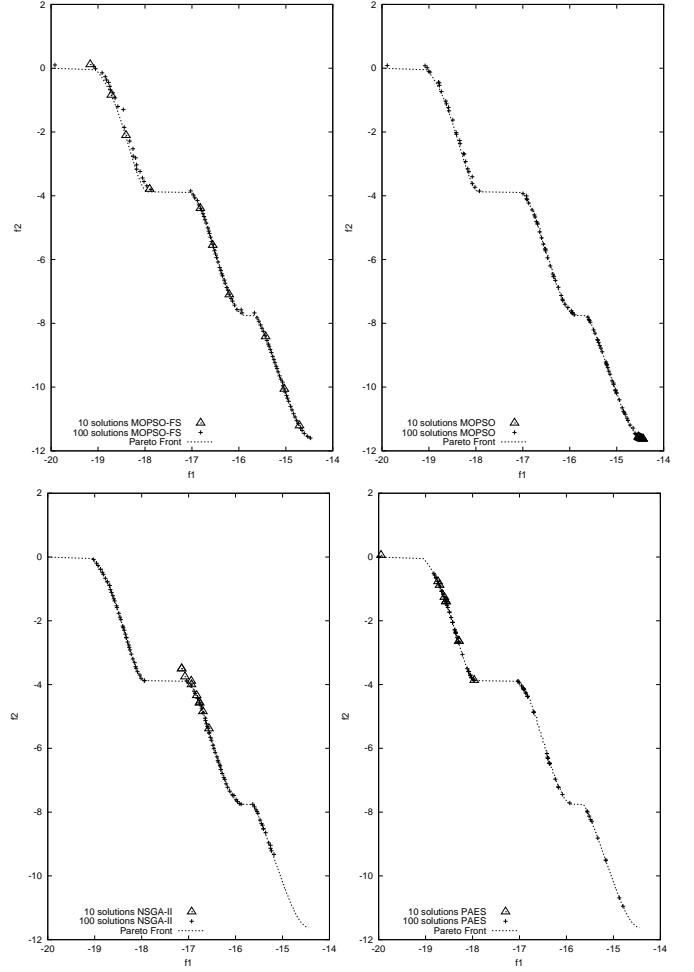 2
0
-2
-4
-6
-8
-10
-12
-20 -19 -18 -17 -16 -15 -14
f2
f1
10 solutions MOPSO-FS
100 solutions MOPSO-FS
Pareto Front
2
0
-2
-4
-6
-8
-10
-12
-20 -19 -18 -17 -16 -15 -14
f2
f1
10 solutions MOPSO
100 solutions MOPSO
Pareto Front
2
0
-2
-4
-6
-8
-10
-12
-20 -19 -18 -17 -16 -15 -14
f2
f1
10 solutions NSGA-II
100 solutions NSGA-II
Pareto Front
2
0
-2
-4
-6
-8
-10
-12
-20 -19 -18 -17 -16 -15 -14
f2
f1
10 solutions PAES
100 solutions PAES
Pareto Front